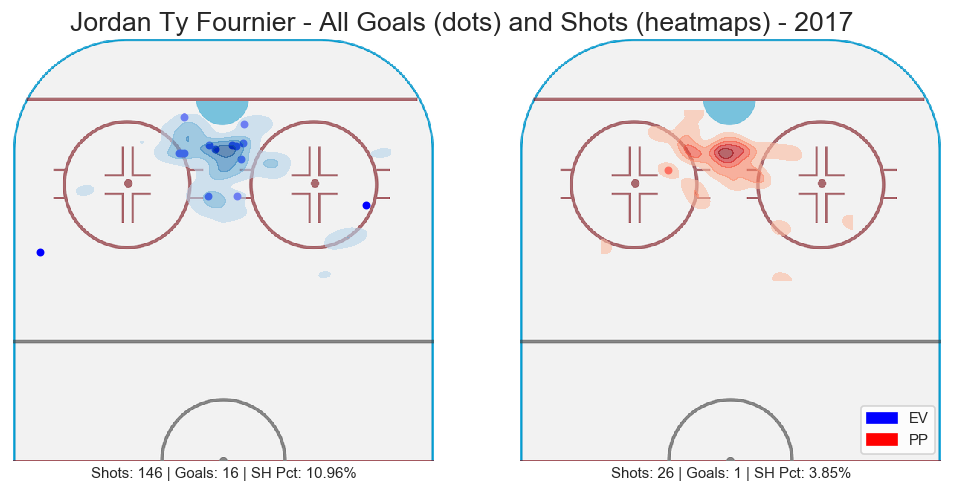 Jordan Ty Fournier - All Goals (dots) and Shots (heatmaps) - 2017
EV
PP
Shots: 146 | Goals: 16 | SH Pct: 10.96%
Shots: 26 | Goals: 1 | SH Pct: 3.85%